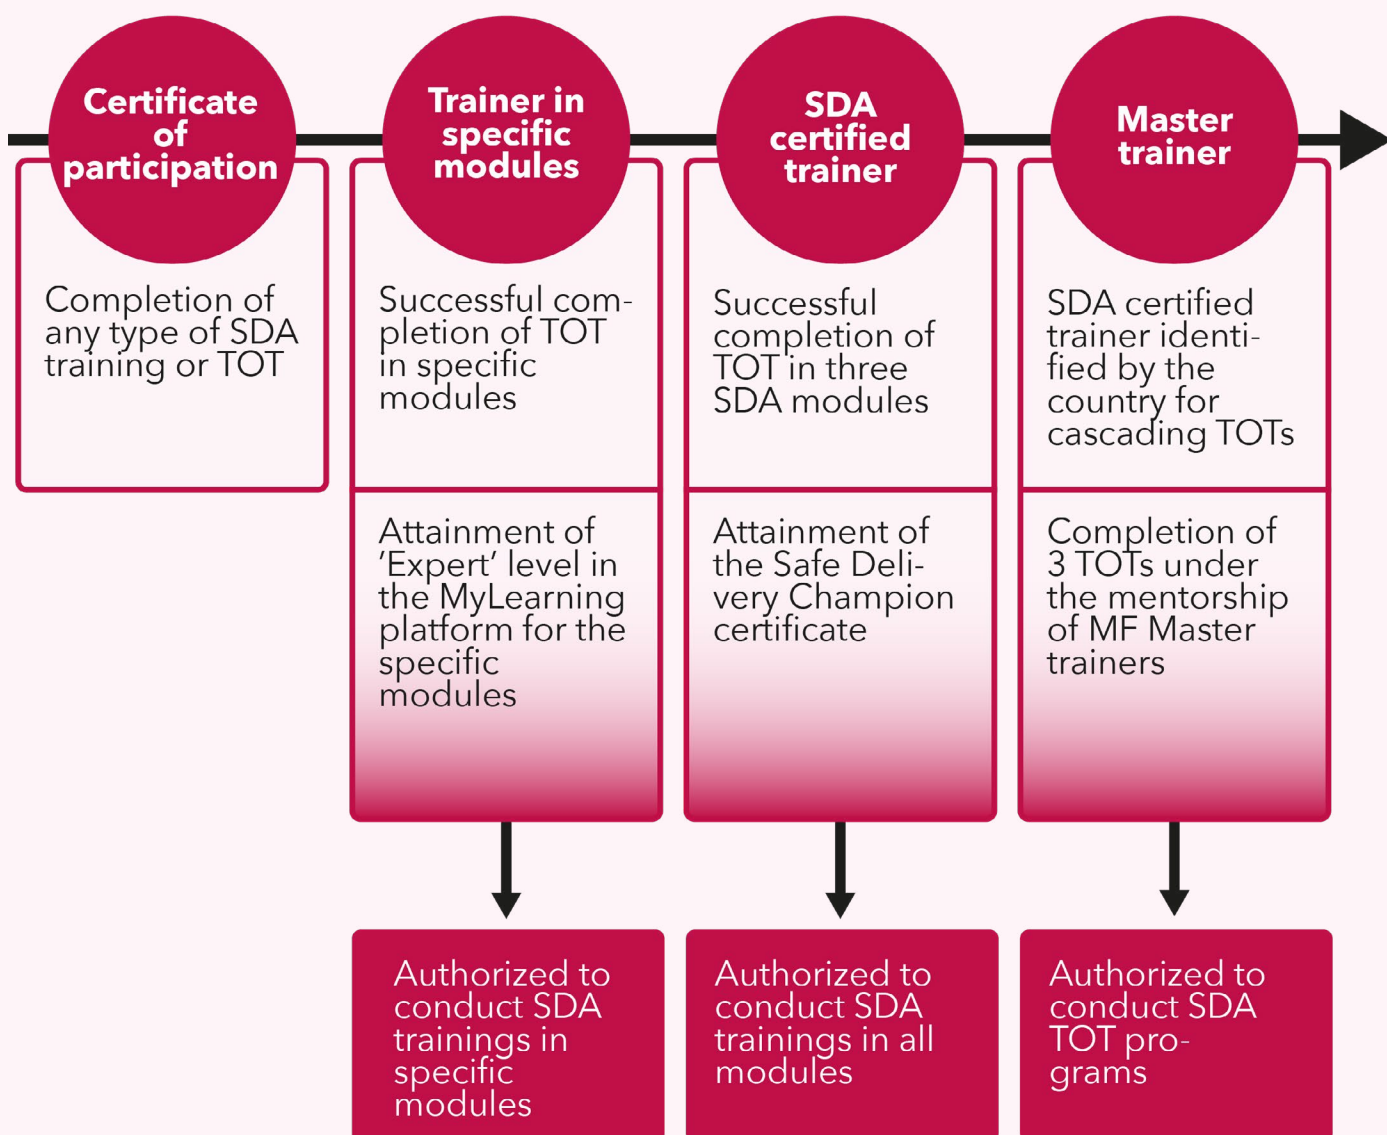 Certificate
of
participation
Completion of
any type of SDA
training or TOT
Trainer in
specific
modules
Successful com-
pletion of TOT
in specific
modules
Attainment of
’Expert’ level in
the MyLearning
platform for the
specific
modules
Authorized to
conduct SDA
trainings in
specific
modules
SDA
certified
trainer
Successful
completion of
TOT in three
SDA modules
Attainment of
the Safe Deli-
very Champion
certificate
Authorized to
conduct SDA
trainings in all
modules
Master
trainer
SDA certified
trainer identi-
fied by the
country for
cascading TOTs
Completion of
3 TOTs under
the mentorship
of MF Master
trainers
Authorized to
conduct SDA
TOT pro-
grams